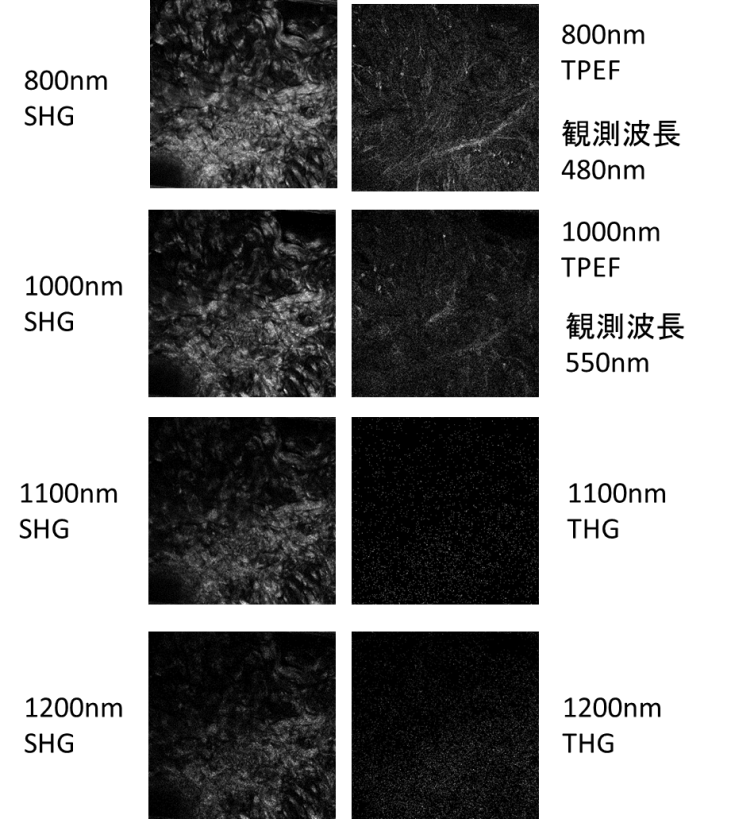 800nm
SHG
800nm
TPEF
観測波長
480nm
1000nm
SHG
1000nm
TPEF
観測波長
550nm
1100nm
SHG
1100nm
THG
1200nm
SHG
1200nm
THG